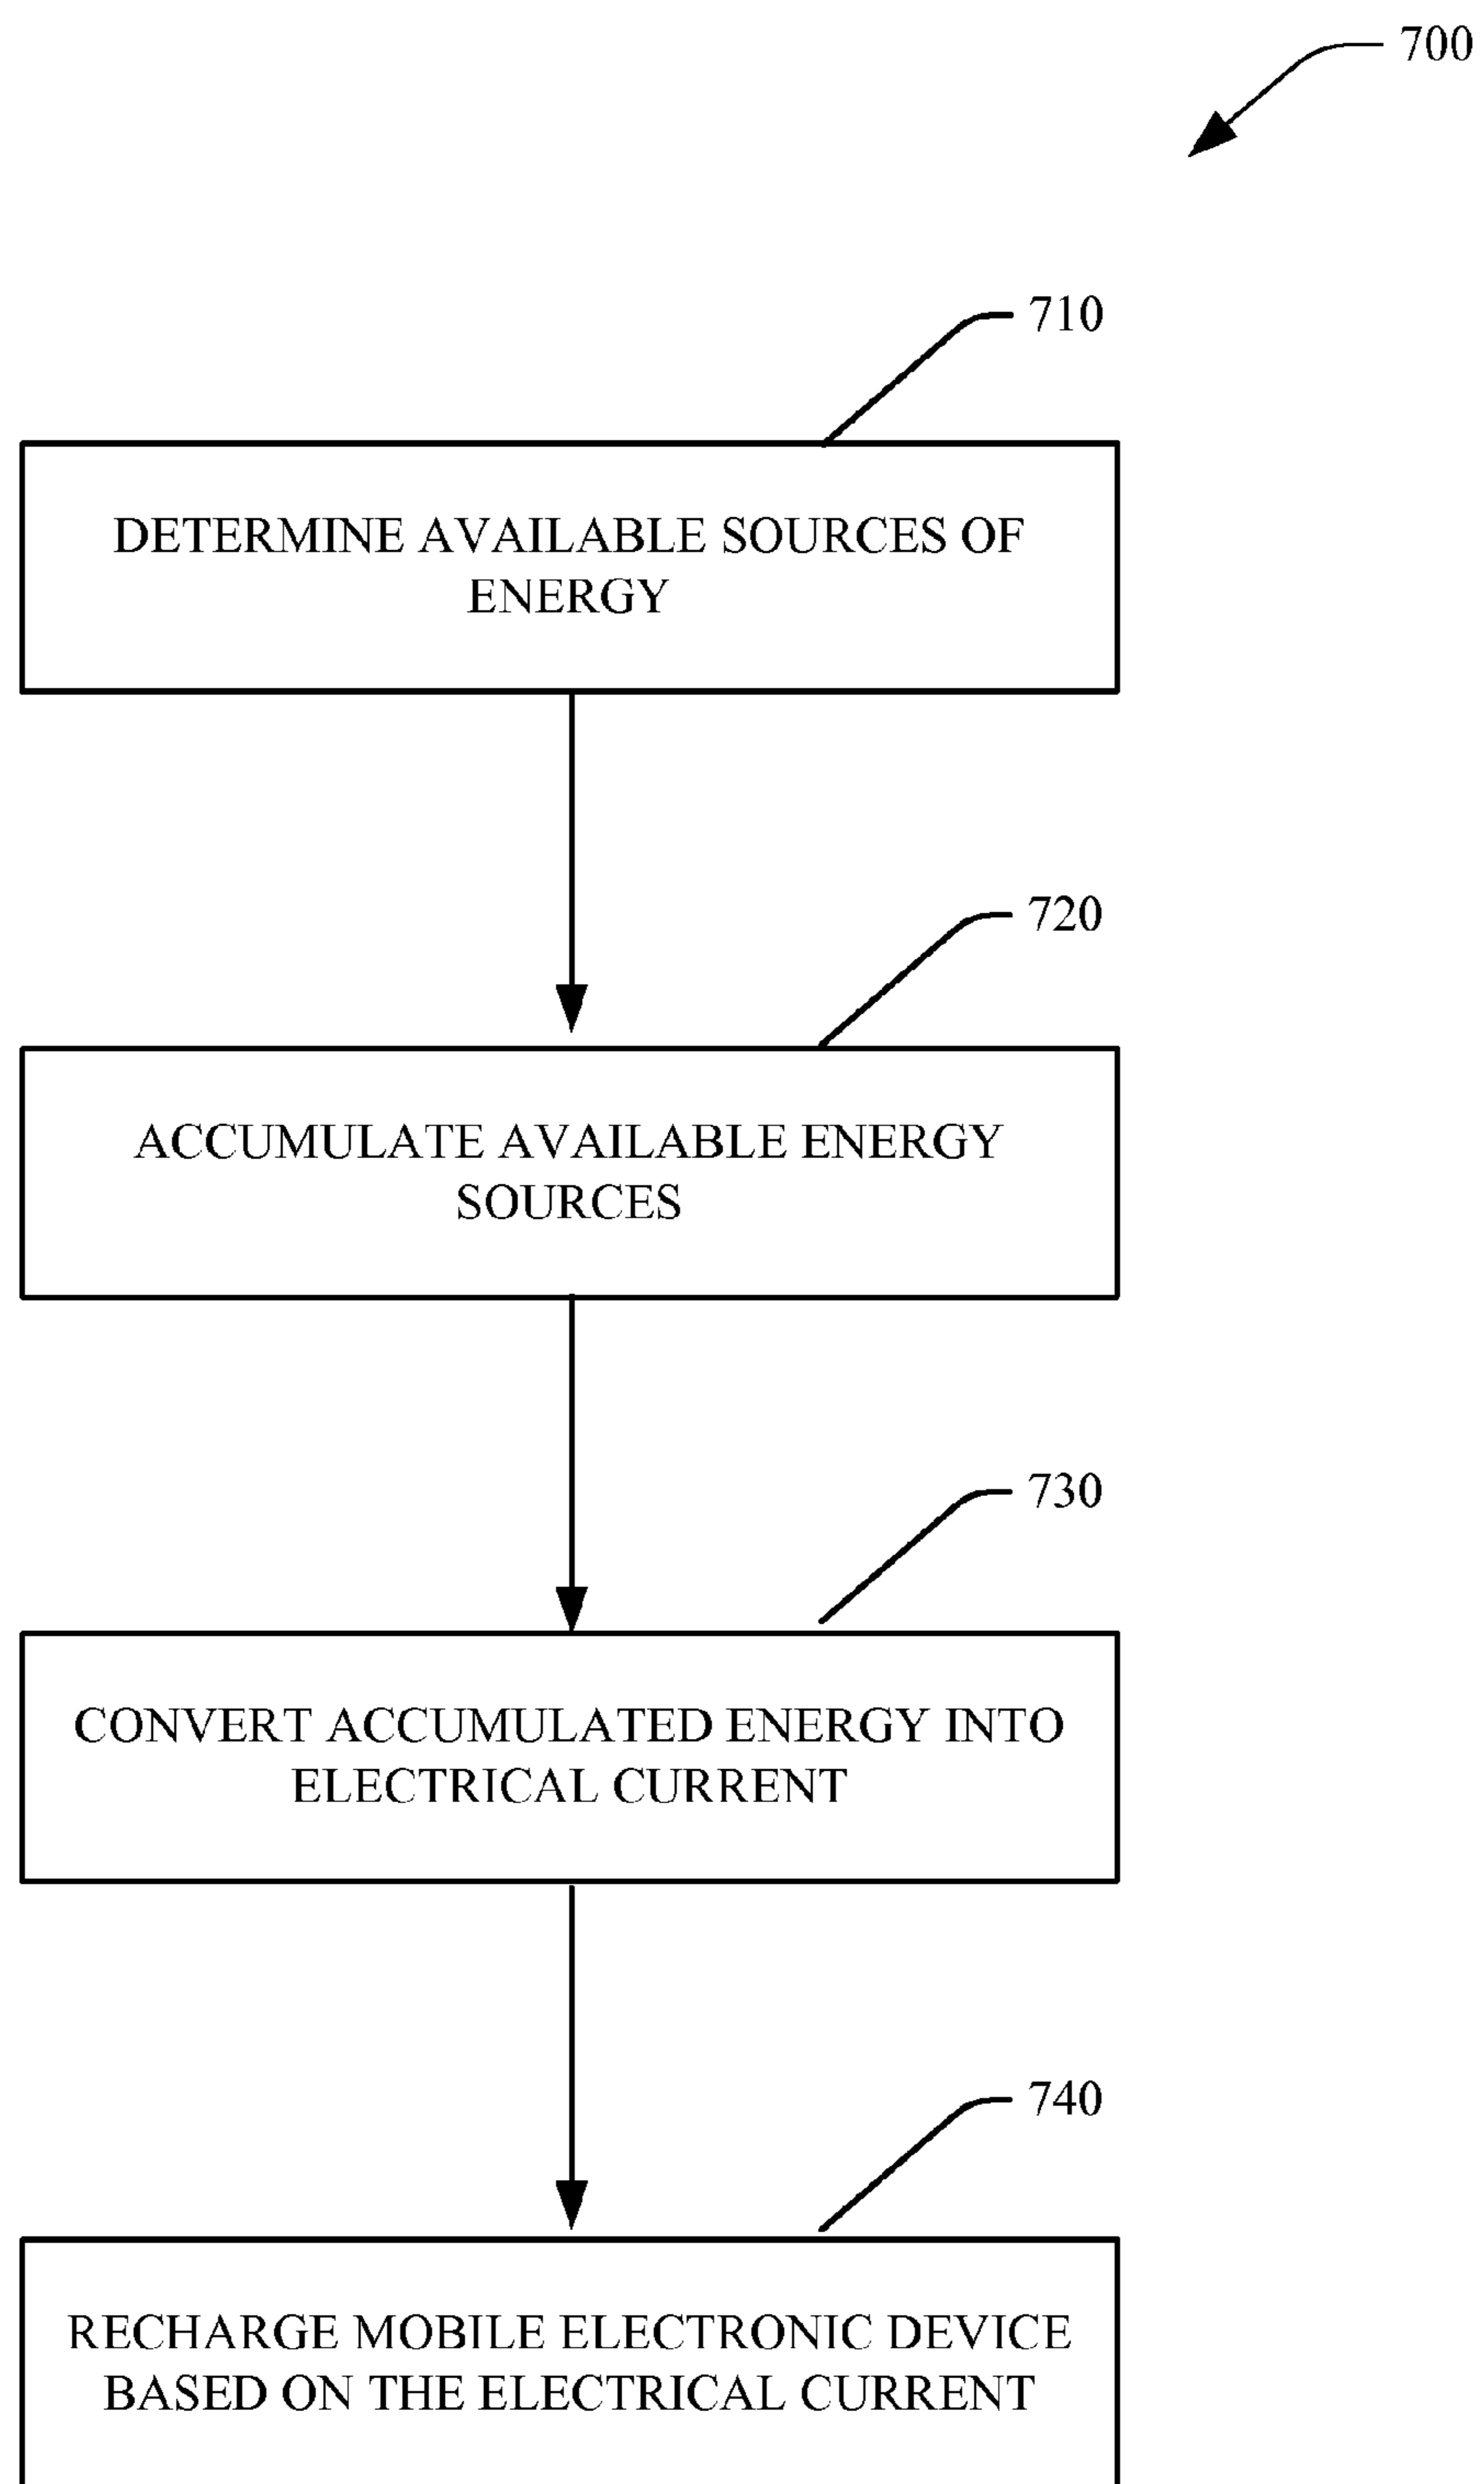 700
710
DETERMINE AVAILABLE SOURCES OF
ENERGY
720
ACCUMULATE AVAILABLE ENERGY
SOURCES
730
CONVERT ACCUMULATED ENERGY INTO
ELECTRICAL CURRENT
740
RECHARGE MOBILE ELECTRONIC DEVICE
BASED ON THE ELECTRICAL CURRENT